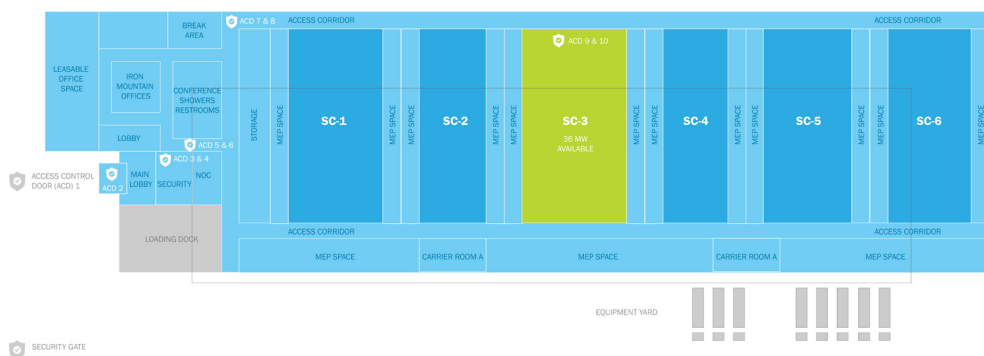 ACD 7 & 8
ACCESS CORRIDOR
ACCESS CORRIDOR
BREAK
AREA
ACD 9 & 10
LEASABLE
OFFICE
SPACE
IRON
MOUNTAIN
OFFICES
CONFERENCE
SHOWERS
RESTROOMS
STORAGE
MEP SPACE
SC-1
MEP SPACE
MEP SPACE
SC-2
MEP SPACE
MEP SPACE
SC-3
36 MW
AVAILABLE
MEP SPACE
MEP SPACE
SC-4
MEP SPACE
MEP SPACE
SC-5
MEP SPACE
MEP SPACE
SC-6
MEP SPACE
LOBBY
ACD 5 & 6
ACD 3 & 4
ACCESS CONTROL
DOOR (ACD) 1
ACD 2
MAIN
LOBBY
SECURITY
NOC
LOADING DOCK
ACCESS CORRIDOR
ACCESS CORRIDOR
MEP SPACE
CARRIER ROOM A
MEP SPACE
CARRIER ROOM A
MEP SPACE
EQUIPMENT YARD
SECURITY GATE